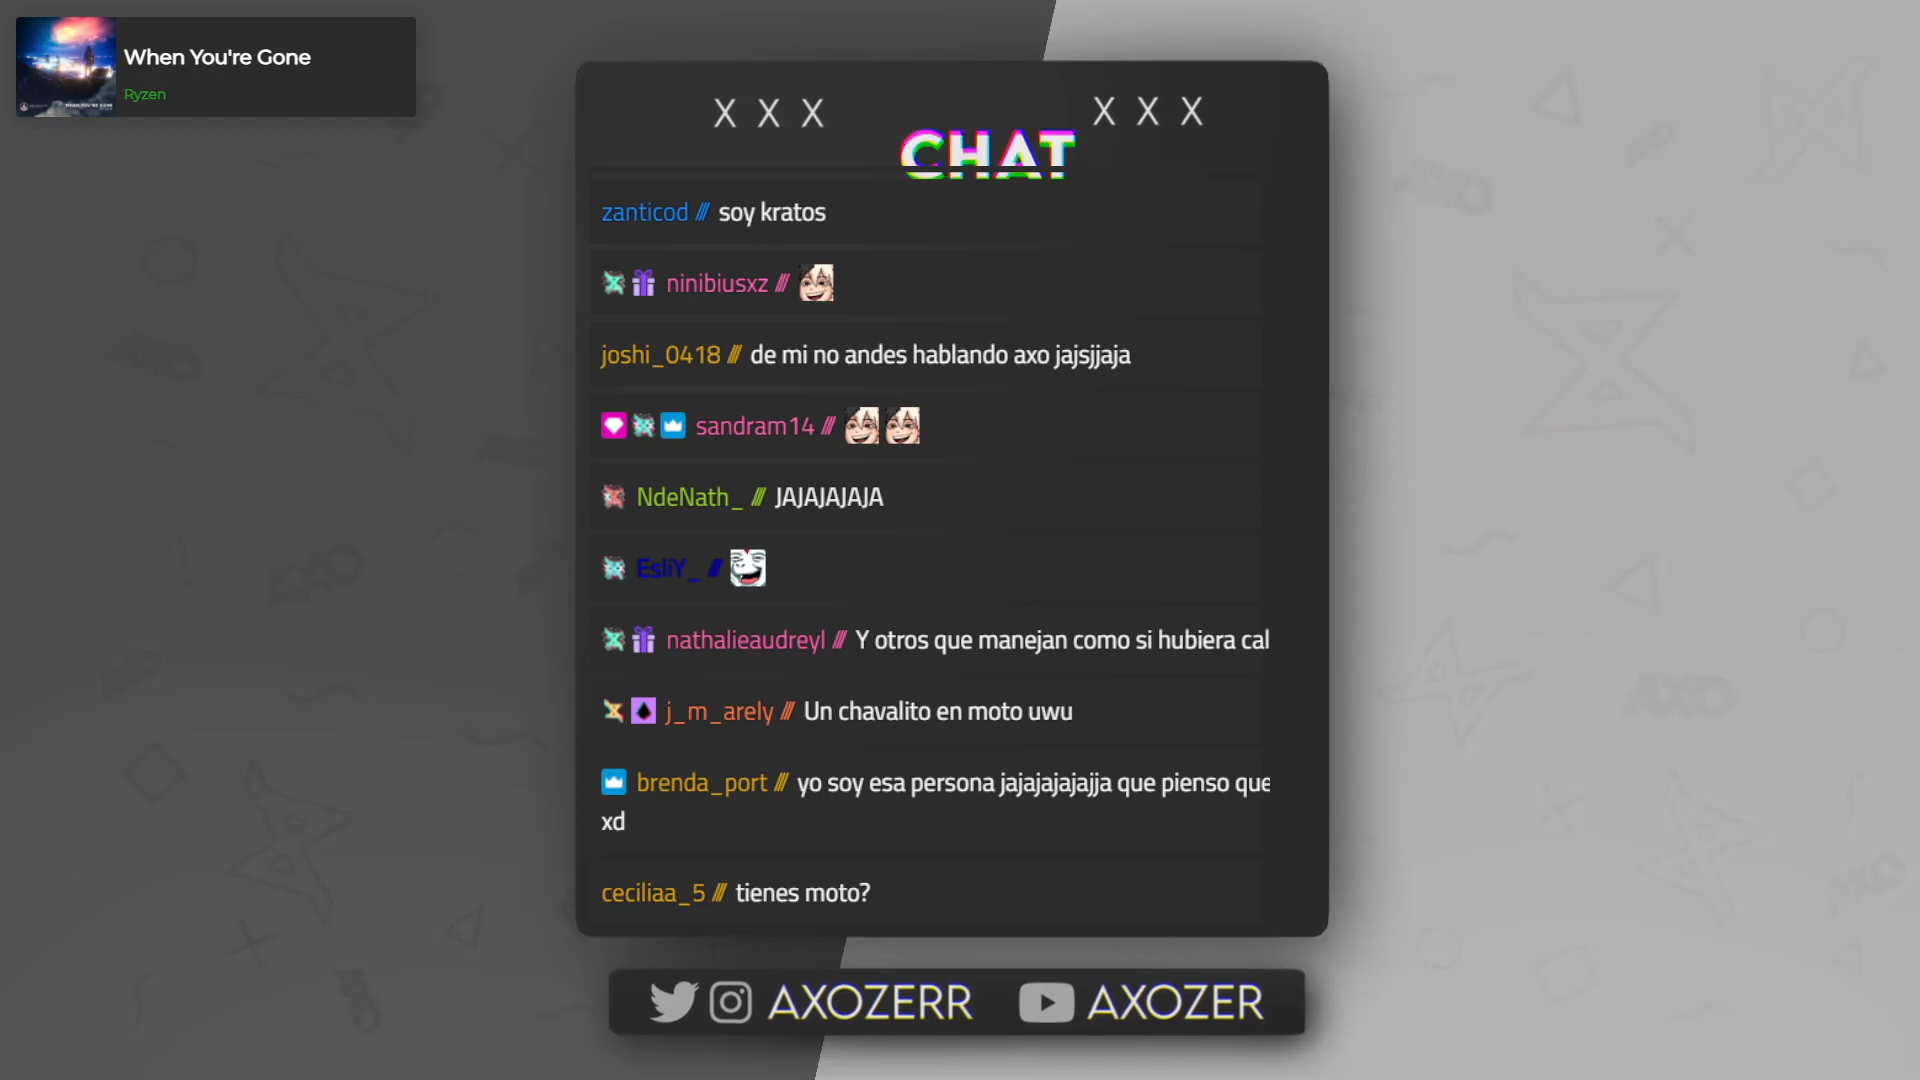 When You're Gone
Ryzen
X X X
X X X
CHAT
zanticod /// soy kratos
ninibiusxz ///
joshi_0418 /// de mi no andes hablando axo jajsjjaja
sandram14 ///
NdeNath_ /// JAJAJAJAJA
EsliY_ ///
nathalieaudreyl /// Y otros que manejan como si hubiera cal
j_m_arely /// Un chavalito en moto uwu
brenda_port /// yo soy esa persona jajajajajajja que pienso que
xd
ceciliaa_5 /// tienes moto?
AXOZERR
AXOZER